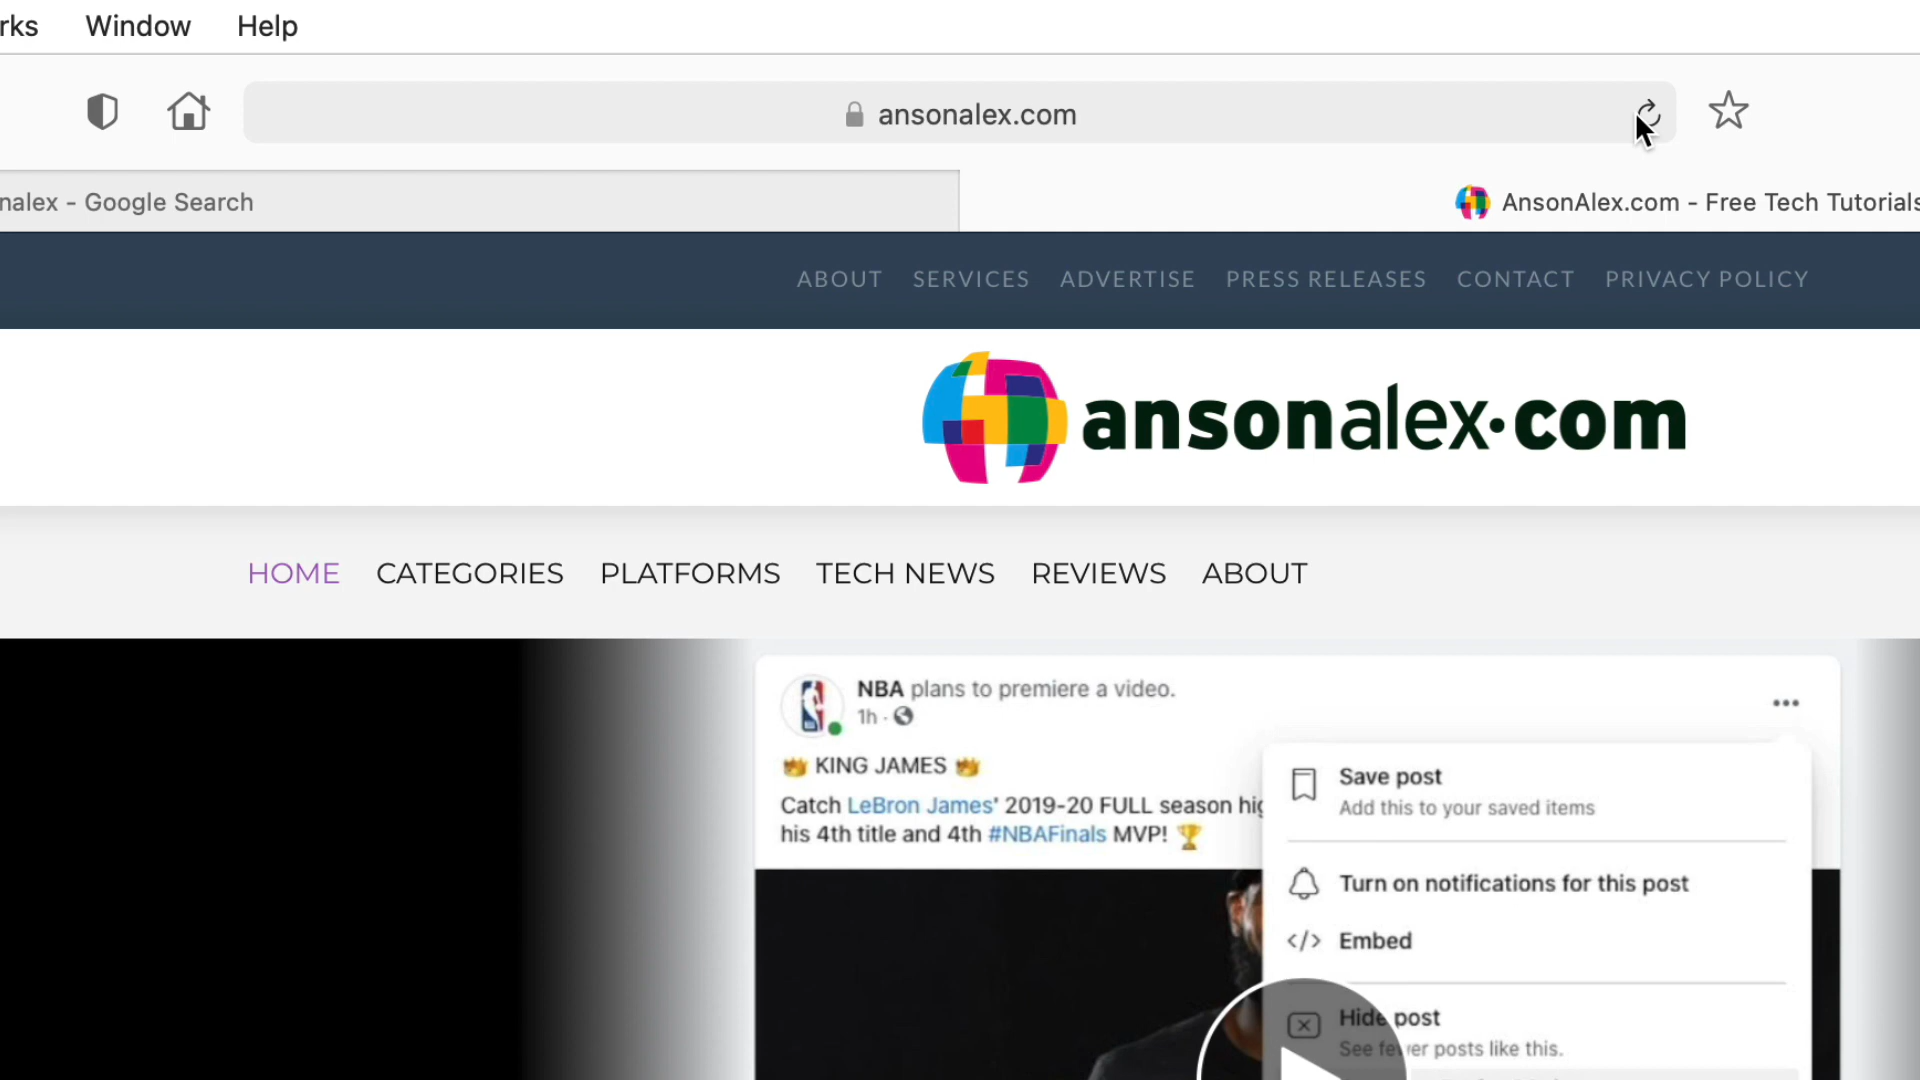 rks Window Help
ansonalex.com
nalex - Google Search
AnsonAlex.com - Free Tech Tutorials
ABOUT SERVICES ADVERTISE PRESS RELEASES CONTACT PRIVACY POLICY
ansonalex.com
HOME CATEGORIES PLATFORMS TECH NEWS REVIEWS ABOUT
NBA plans to premiere a video.
1h ·
KING JAMES
Catch LeBron James' 2019-20 FULL season hig
his 4th title and 4th #NBAFinals MVP!
Save post
Add this to your saved items
Turn on notifications for this post
</> Embed
Hide post
See fewer posts like this.